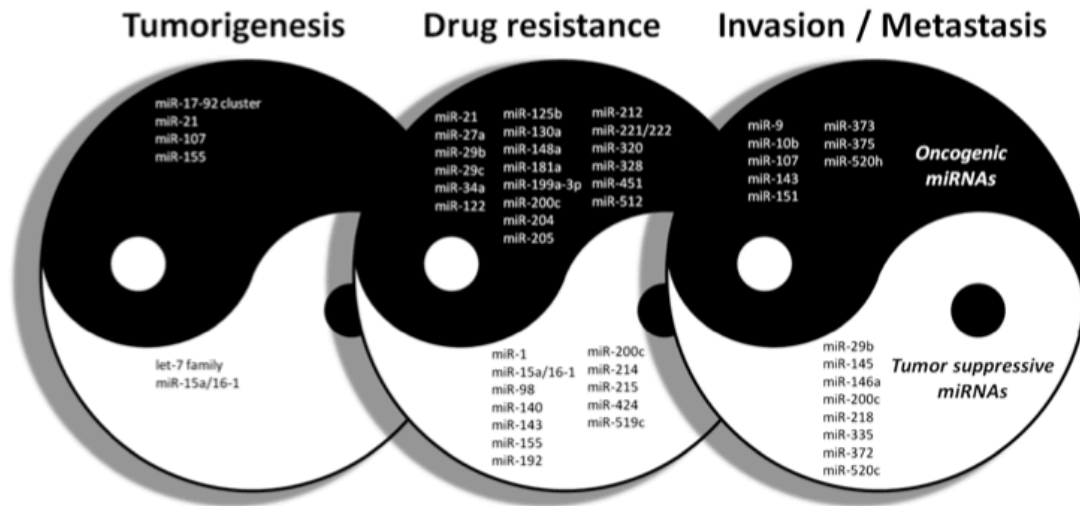 Tumorigenesis
Drug resistance
Invasion / Metastasis
miR-17-92 cluster
miR-21
miR-107
miR-155
miR-21
miR-27a
miR-29b
miR-29c
miR-34a
miR-122
miR-125b
miR-130a
miR-148a
miR-181a
miR-199a-3p
miR-200c
miR-204
miR-205
miR-212
miR-221/222
miR-320
miR-328
miR-451
miR-512
miR-9
miR-10b
miR-107
miR-143
miR-151
miR-373
miR-375
miR-520h
Oncogenic
miRNAs
let-7 family
miR-15a/16-1
miR-1
miR-15a/16-1
miR-98
miR-140
miR-143
miR-155
miR-192
miR-200c
miR-214
miR-215
miR-424
miR-519c
miR-29b
miR-145
miR-146a
miR-200c
miR-218
miR-335
miR-372
miR-520c
Tumor suppressive
miRNAs